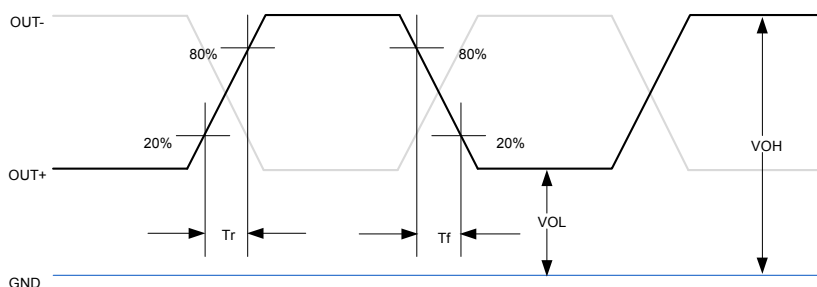 OUT-
80%
80%
20%
20%
VOH
OUT+
VOL
Tr
Tf
GND